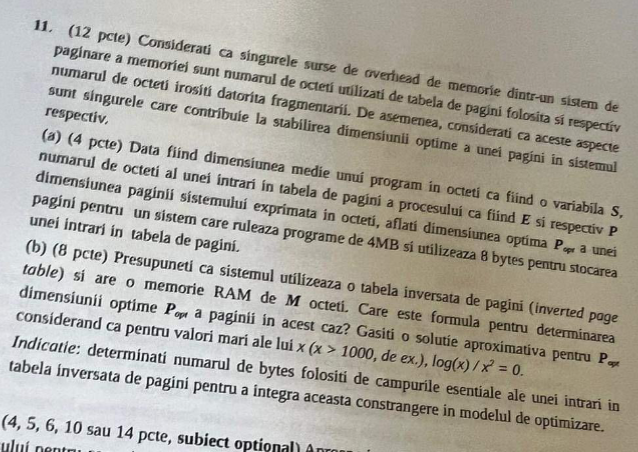 11. (12 pcte) Considerati ca singurele surse de overhead de memorie dintr-un sistem de
paginare a memoriei sunt numarul de octeti utilizati de tabela de pagini folosita si respectiv
numarul de octeti irositi datorita fragmentarii. De asemenea, considerati ca aceste aspecte
sunt singurele care contribuie la stabilirea dimensiunii optime a unei pagini in sistemul
respectiv.
(a) (4 pcte) Data fiind dimensiunea medie unui program in octeti ca fiind o variabila S,
numarul de octeti al unei intrari in tabela de pagini a procesului ca fiind E si respectiv P
dimensiunea paginii sistemului exprimata in octeti, aflati dimensiunea optima Popt a unei
pagini pentru un sistem care ruleaza programe de 4MB si utilizeaza 8 bytes pentru stocarea
unei intrari in tabela de pagini.
(b) (8 pcte) Presupuneti ca sistemul utilizeaza o tabela inversata de pagini (inverted page
table) si are o memorie RAM de M octeti. Care este formula pentru determinarea
dimensiunii optime Popt a paginii in acest caz? Gasiti o solutie aproximativa pentru Popt
considerand ca pentru valori mari ale lui x (x > 1000, de ex.), log(x) / x² = 0.
Indicatie: determinati numarul de bytes folositi de campurile esentiale ale unei intrari in
tabela inversata de pagini pentru a integra aceasta constrangere in modelul de optimizare.
(4, 5, 6, 10 sau 14 pcte, subiect optional)